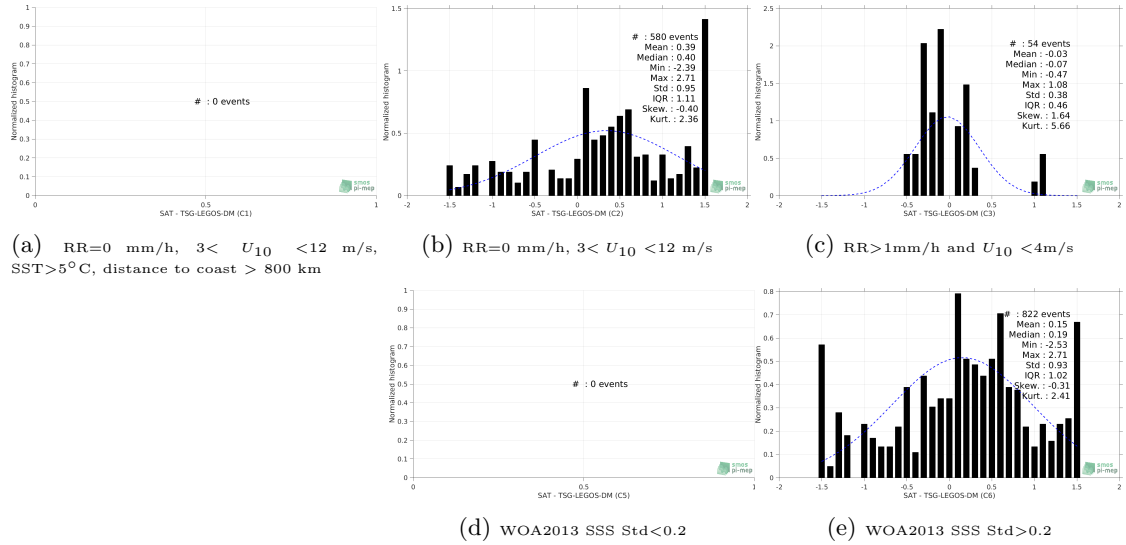 1
0.9
0.8
0.7
0.6
0.5
0.4
0.3
0.2
0.1
0
Normalized histogram
# : 0 events
smos
pi-mep
0 0.5 1
SAT - TSG-LEGOS-DM (C1)
(a) RR=0 mm/h, 3< U10 <12 m/s,
SST>5°C, distance to coast > 800 km
1.5
1
0.5
0
Normalized histogram
# : 580 events
Mean : 0.39
Median : 0.40
Min : -2.39
Max : 2.71
Std : 0.95
IQR : 1.11
Skew. : -0.40
Kurt. : 2.36
smos
pi-mep
-2 -1.5 -1 -0.5 0 0.5 1 1.5 2
SAT - TSG-LEGOS-DM (C2)
(b) RR=0 mm/h, 3< U10 <12 m/s
2.5
2
1.5
1
0.5
0
Normalized histogram
# : 54 events
Mean : -0.03
Median : -0.07
Min : -0.47
Max : 1.08
Std : 0.38
IQR : 0.46
Skew. : 1.64
Kurt. : 5.66
smos
pi-mep
-2 -1.5 -1 -0.5 0 0.5 1 1.5 2
SAT - TSG-LEGOS-DM (C3)
(c) RR>1mm/h and U10 <4m/s
1
0.9
0.8
0.7
0.6
0.5
0.4
0.3
0.2
0.1
0
Normalized histogram
# : 0 events
smos
pi-mep
0 0.5 1
SAT - TSG-LEGOS-DM (C5)
(d) WOA2013 SSS Std<0.2
0.8
0.7
0.6
0.5
0.4
0.3
0.2
0.1
0
Normalized histogram
# : 822 events
Mean : 0.15
Median : 0.19
Min : -2.53
Max : 2.71
Std : 0.93
IQR : 1.02
Skew. : -0.31
Kurt. : 2.41
smos
pi-mep
-2 -1.5 -1 -0.5 0 0.5 1 1.5 2
SAT - TSG-LEGOS-DM (C6)
(e) WOA2013 SSS Std>0.2